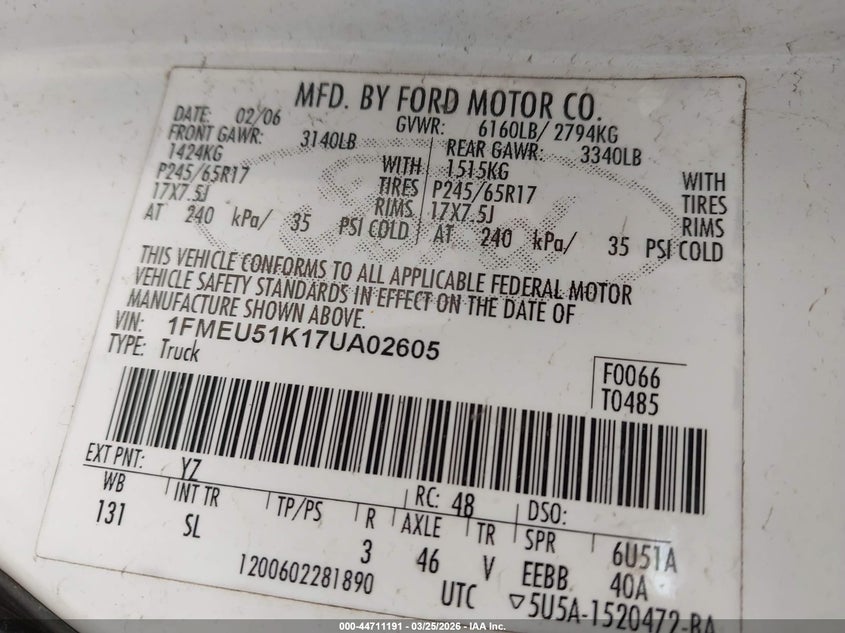 MFD. BY FORD MOTOR CO.
DATE: 02/06 GVWR: 6160LB/ 2794KG
FRONT GAWR: 3140LB REAR GAWR: 3340LB
1424KG WITH 1515KG WITH
P245/65R17 TIRES P245/65R17 TIRES
17X7.5J RIMS 17X7.5J RIMS
AT 240 kPa/ 35 PSI COLD AT 240 kPa/ 35 PSI COLD
THIS VEHICLE CONFORMS TO ALL APPLICABLE FEDERAL MOTOR
VEHICLE SAFETY STANDARDS IN EFFECT ON THE DATE OF
MANUFACTURE SHOWN ABOVE.
VIN: 1FMEU51K17UA02605
TYPE: Truck
F0066
T0485
EXT PNT: YZ RC: 48 DSO:
WB INT TR TP/PS R AXLE TR SPR 6U51A
131 SL 3 46 V EEBB 40A
1200602281890 UTC ▽5U5A-1520472-BA
000-44711191 - 03/25/2026 - IAA Inc.